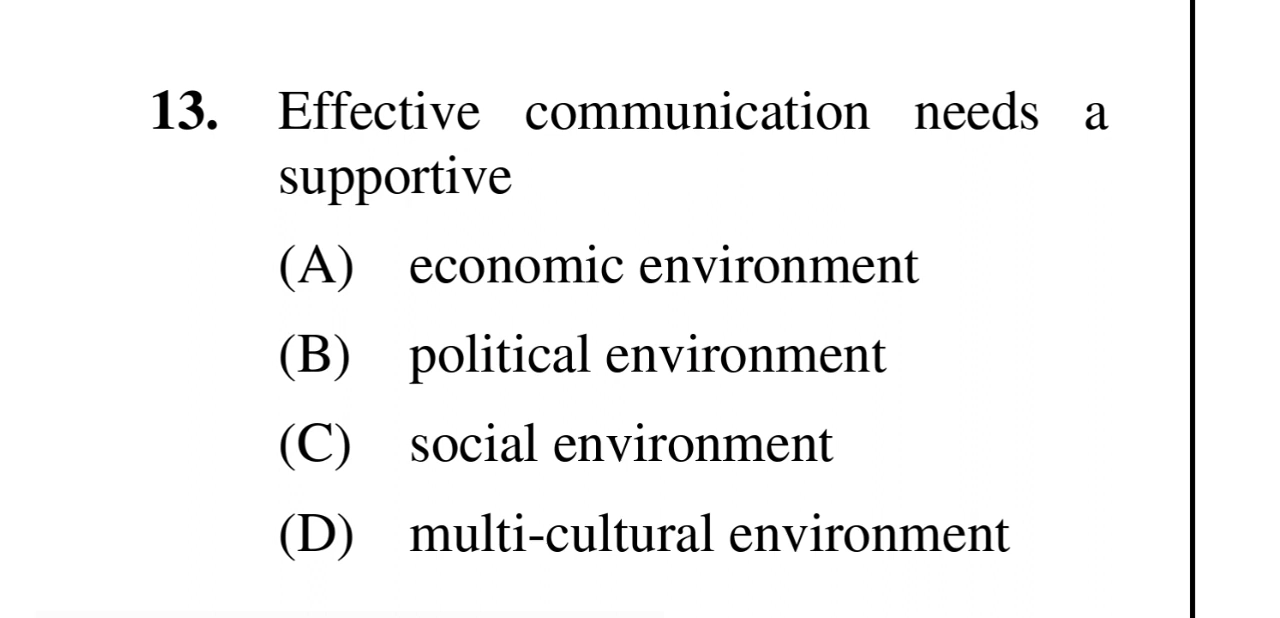 13. Effective communication needs a
supportive
(A) economic environment
(B) political environment
(C) social environment
(D) multi-cultural environment